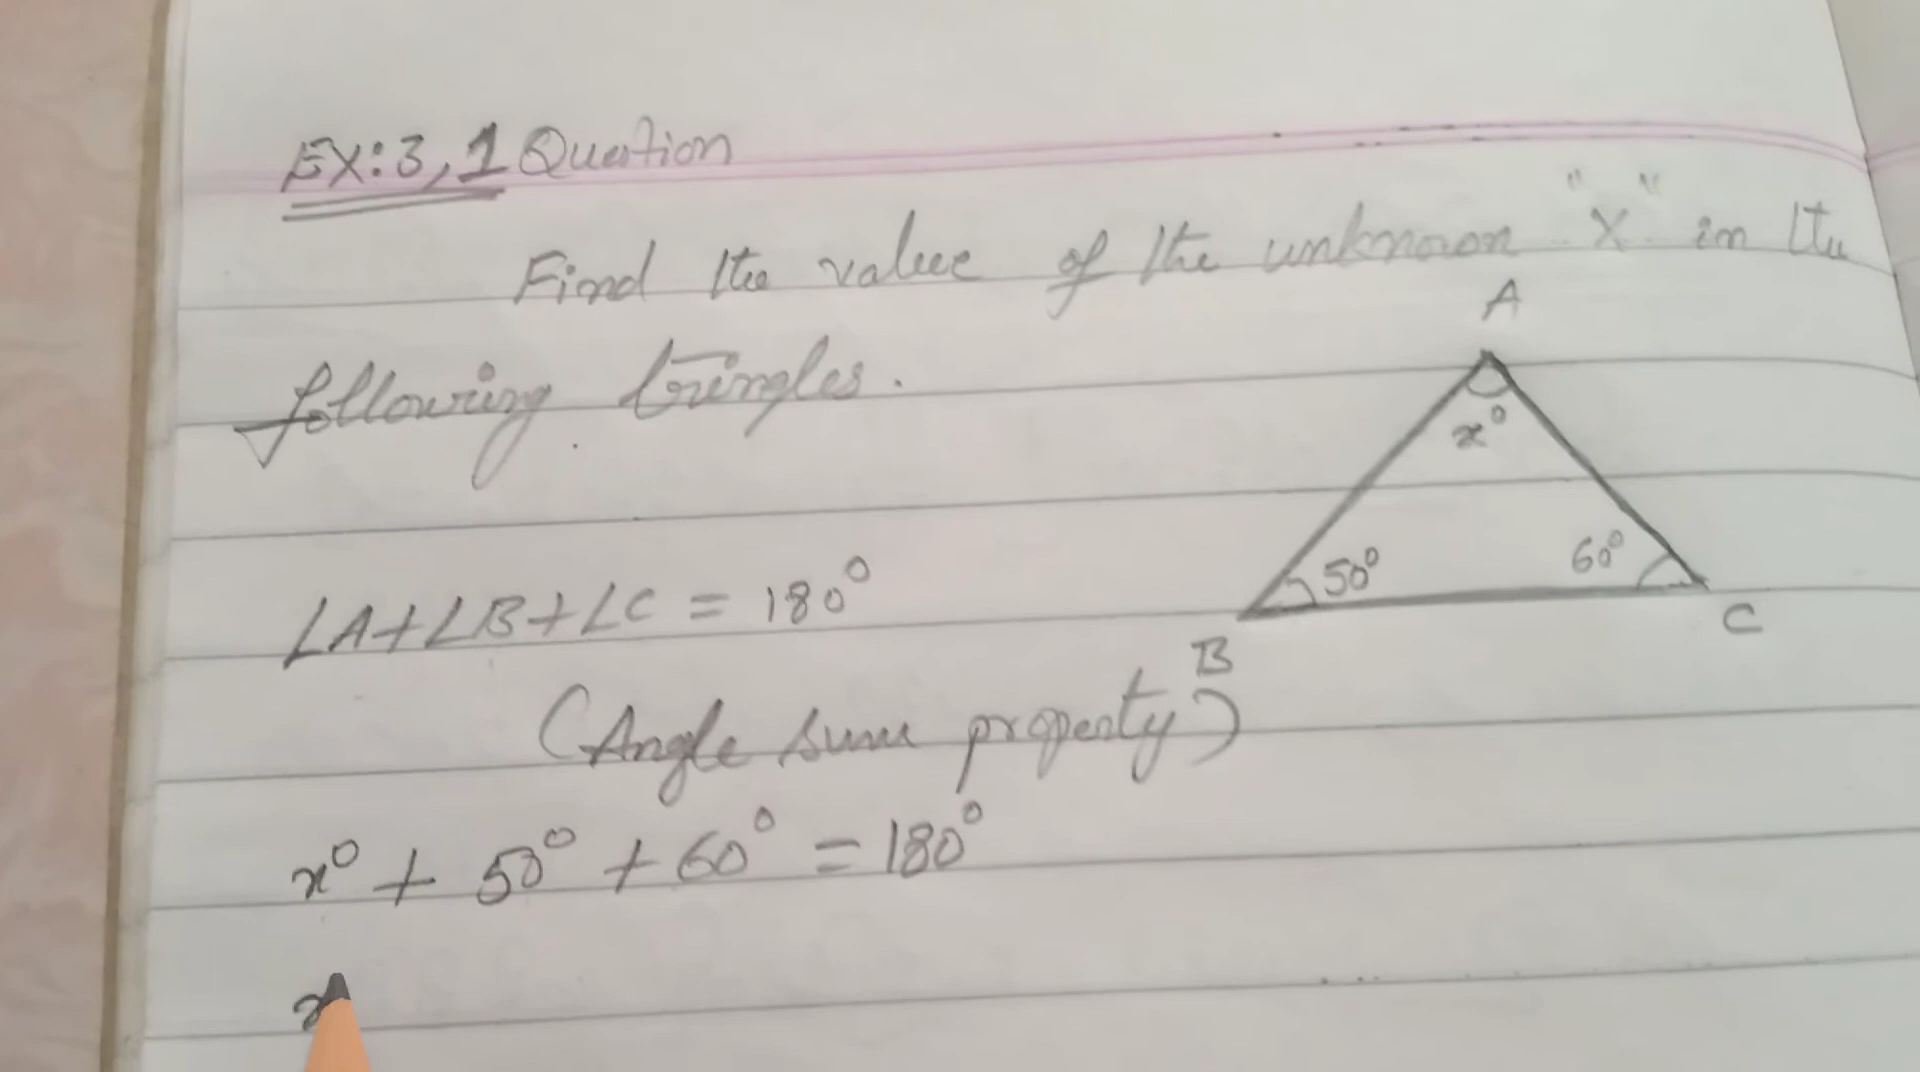 EX:3,1 Question
Find the value of the unknown "X" in the
following tringles.
A
x°
50°
60°
B
C
∠A+∠B+∠C = 180°
(Angle sum property)
x° + 50° + 60° = 180°
x